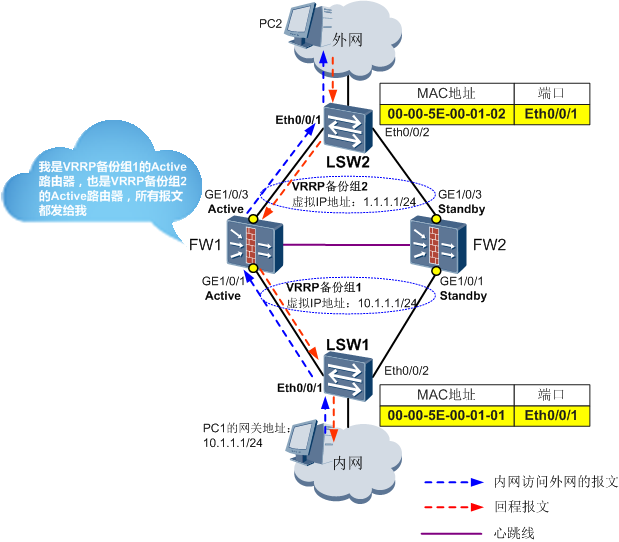 PC2
外网
MAC地址 端口
00-00-5E-00-01-02 Eth0/0/1
Eth0/0/1
Eth0/0/2
LSW2
我是VRRP备份组1的Active
路由器，也是VRRP备份组2
的Active路由器，所有报文
都发给我
VRRP备份组2
虚拟IP地址：1.1.1.1/24
GE1/0/3
Active
GE1/0/3
Standby
FW1
FW2
GE1/0/1
Active
VRRP备份组1
虚拟IP地址：10.1.1.1/24
GE1/0/1
Standby
LSW1
Eth0/0/1
Eth0/0/2
MAC地址 端口
00-00-5E-00-01-01 Eth0/0/1
PC1的网关地址：
10.1.1.1/24
内网
内网访问外网的报文
回程报文
心跳线